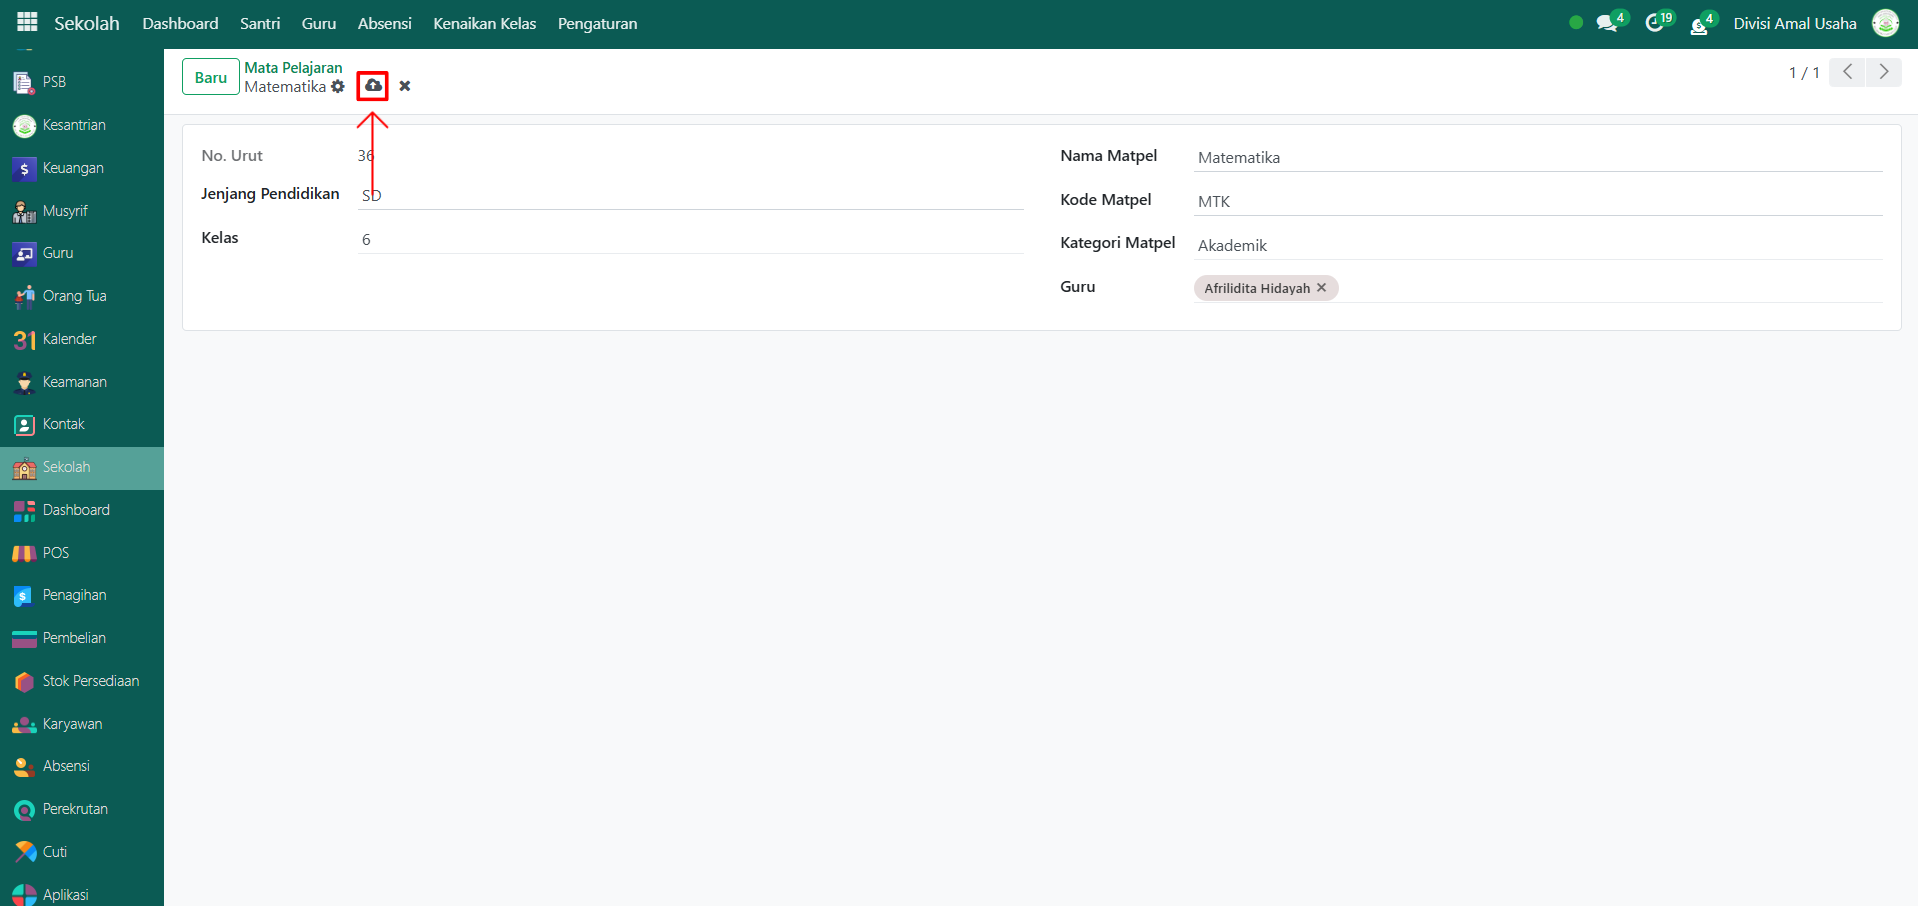 Sekolah Dashboard Santri Guru Absensi Kenaikan Kelas Pengaturan 4 19 4 Divisi Amal Usaha
PSB
Kesantrian
Keuangan
Musyrif
Guru
Orang Tua
31 Kalender
Keamanan
Kontak
Sekolah
Dashboard
POS
Penagihan
Pembelian
Stok Persediaan
Karyawan
Absensi
Perekrutan
Cuti
Aplikasi
Baru
Mata Pelajaran
Matematika
1 / 1
No. Urut 36
Jenjang Pendidikan SD
Kelas 6
Nama Matpel Matematika
Kode Matpel MTK
Kategori Matpel Akademik
Guru Afrilidita Hidayah